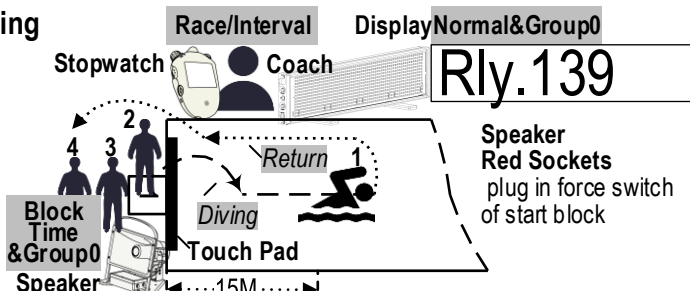 ing
Race/Interval
Display Normal&Group0
Stopwatch
Coach
Rly.139
2
4
3
1
Return
Speaker
Red Sockets
plug in force switch
of start block
Diving
Block
Time
&Group0
Touch Pad
Speaker
15M